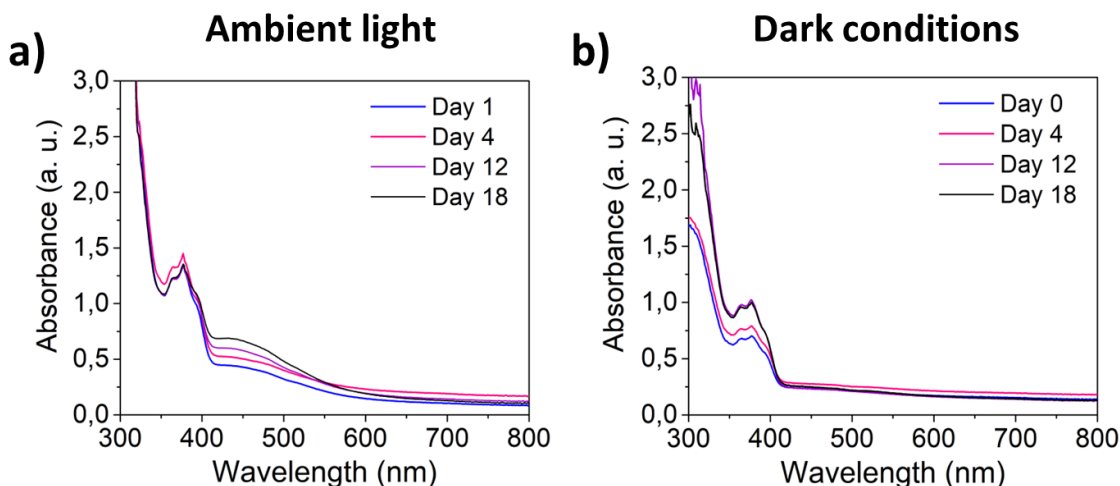 Ambient light
a)
3,0
2,5
2,0
1,5
1,0
0,5
0,0
Absorbance (a. u.)
Day 1
Day 4
Day 12
Day 18
300 400 500 600 700 800
Wavelength (nm)
Dark conditions
b)
3,0
2,5
2,0
1,5
1,0
0,5
0,0
Absorbance (a. u.)
Day 0
Day 4
Day 12
Day 18
300 400 500 600 700 800
Wavelength (nm)